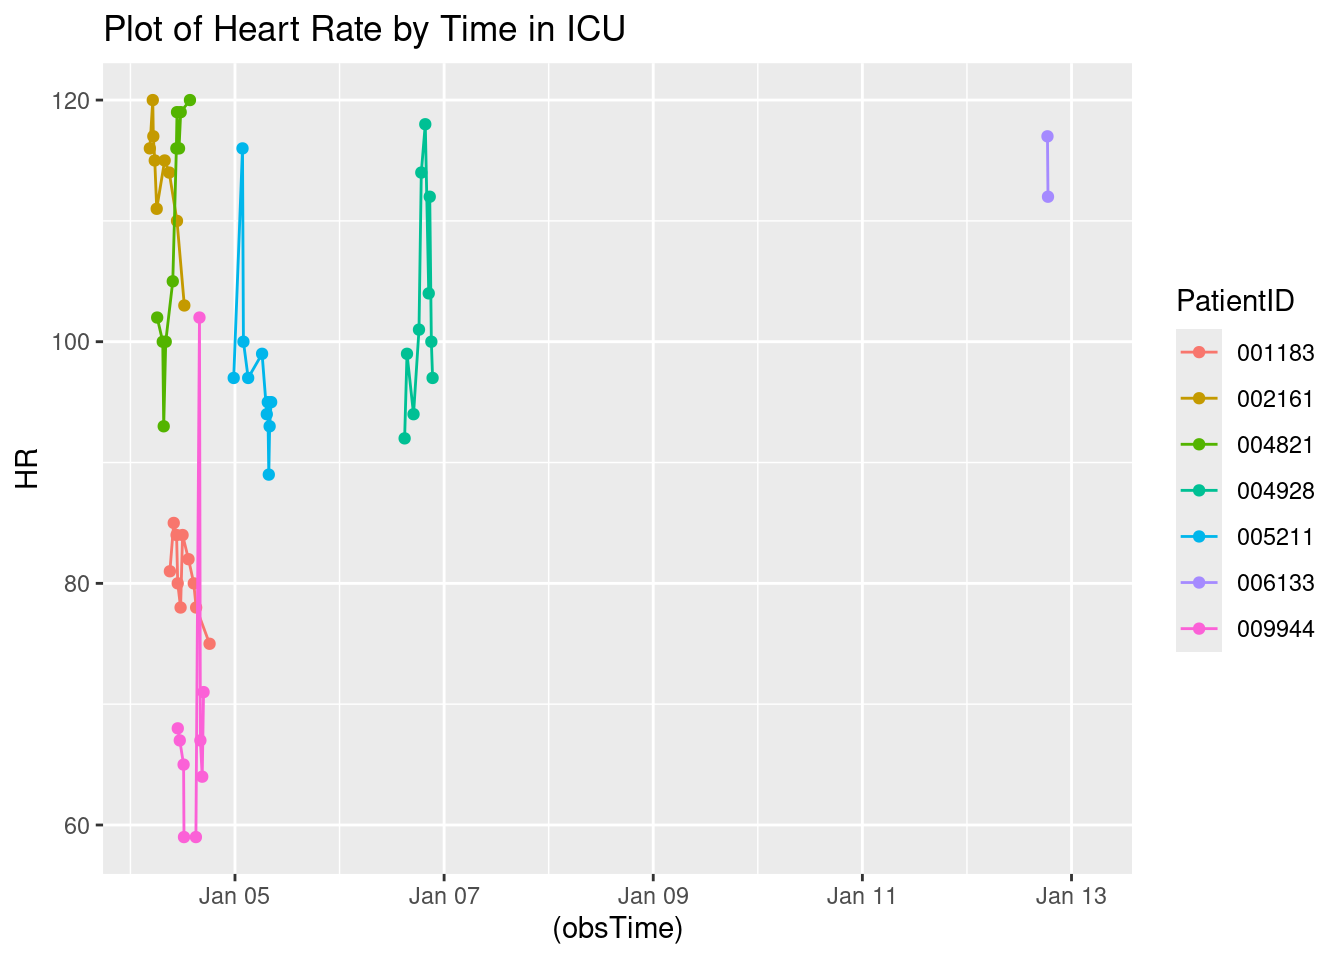 Plot of Heart Rate by Time in ICU
120
100
80
60
HR
Jan 05
Jan 07
Jan 09
Jan 11
Jan 13
(obsTime)
PatientID
001183
002161
004821
004928
005211
006133
009944